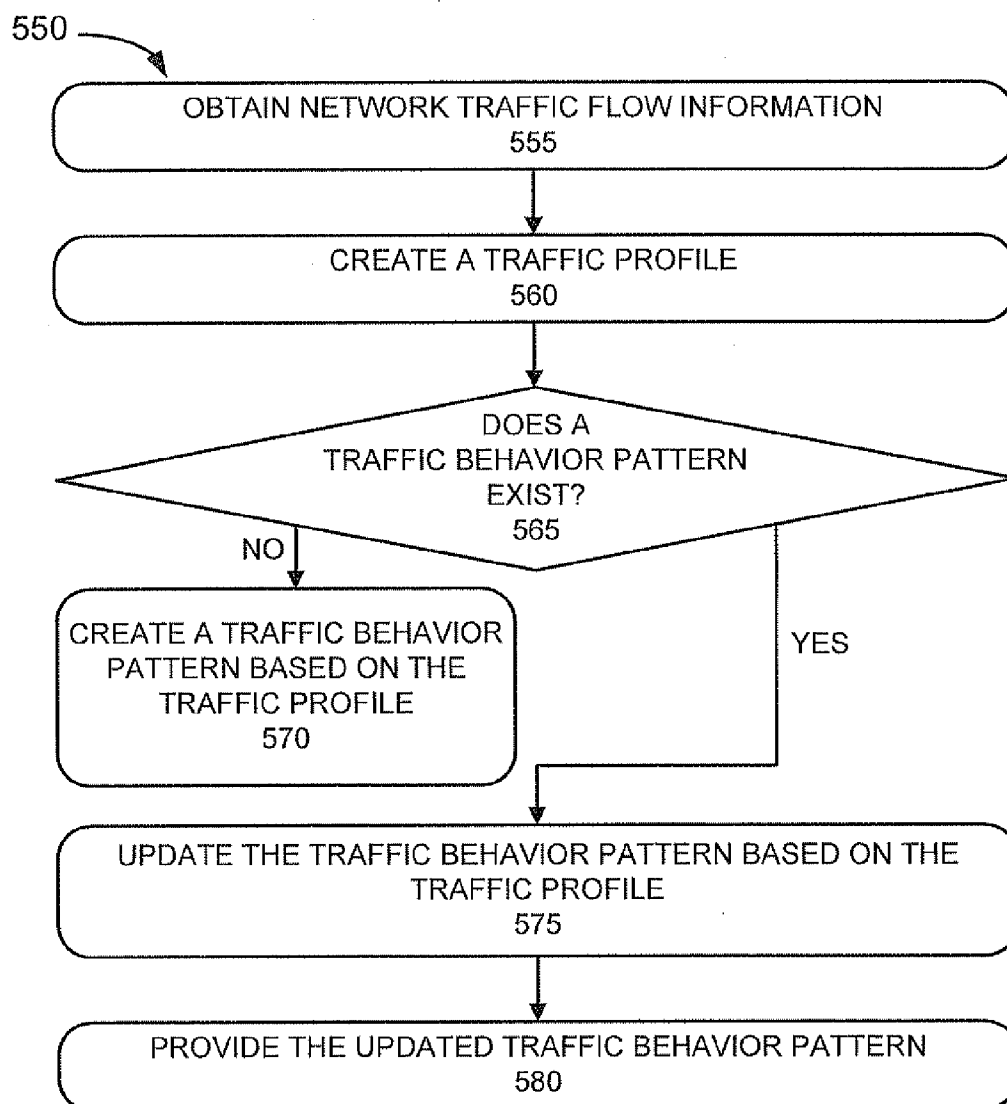 550
OBTAIN NETWORK TRAFFIC FLOW INFORMATION
555
CREATE A TRAFFIC PROFILE
560
DOES A
TRAFFIC BEHAVIOR PATTERN
EXIST?
565
NO
CREATE A TRAFFIC BEHAVIOR
PATTERN BASED ON THE
TRAFFIC PROFILE
570
YES
UPDATE THE TRAFFIC BEHAVIOR PATTERN BASED ON THE
TRAFFIC PROFILE
575
PROVIDE THE UPDATED TRAFFIC BEHAVIOR PATTERN
580